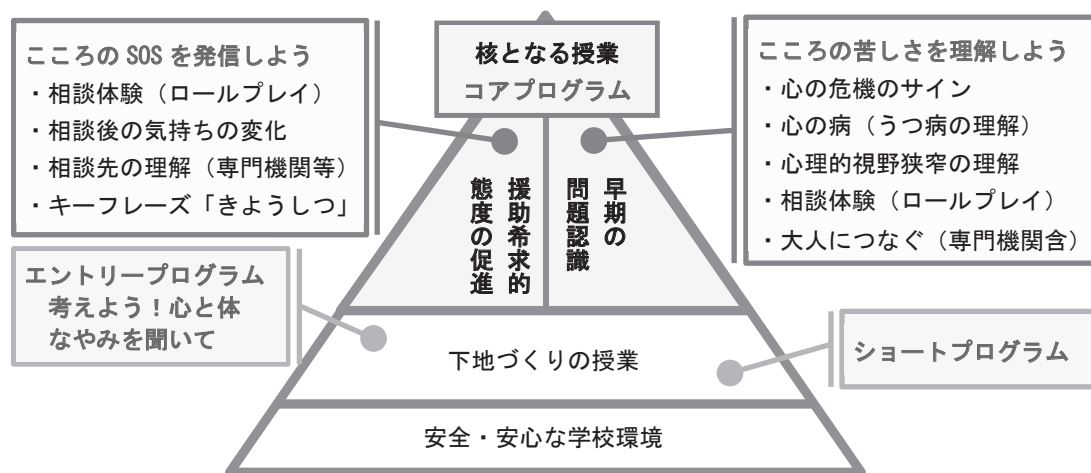 こころの SOS を発信しよう
・相談体験（ロールプレイ）
・相談後の気持ちの変化
・相談先の理解（専門機関等）
・キーフレーズ「きようしつ」
核となる授業
コアプログラム
こころの苦しさを理解しよう
・心の危機のサイン
・心の病（うつ病の理解）
・心理的視野狭窄の理解
・相談体験（ロールプレイ）
・大人につなぐ（専門機関含）
援助希求的
態度の促進
早期の
問題認識
エントリープログラム
考えよう！心と体
なやみを聞いて
下地づくりの授業
ショートプログラム
安全・安心な学校環境